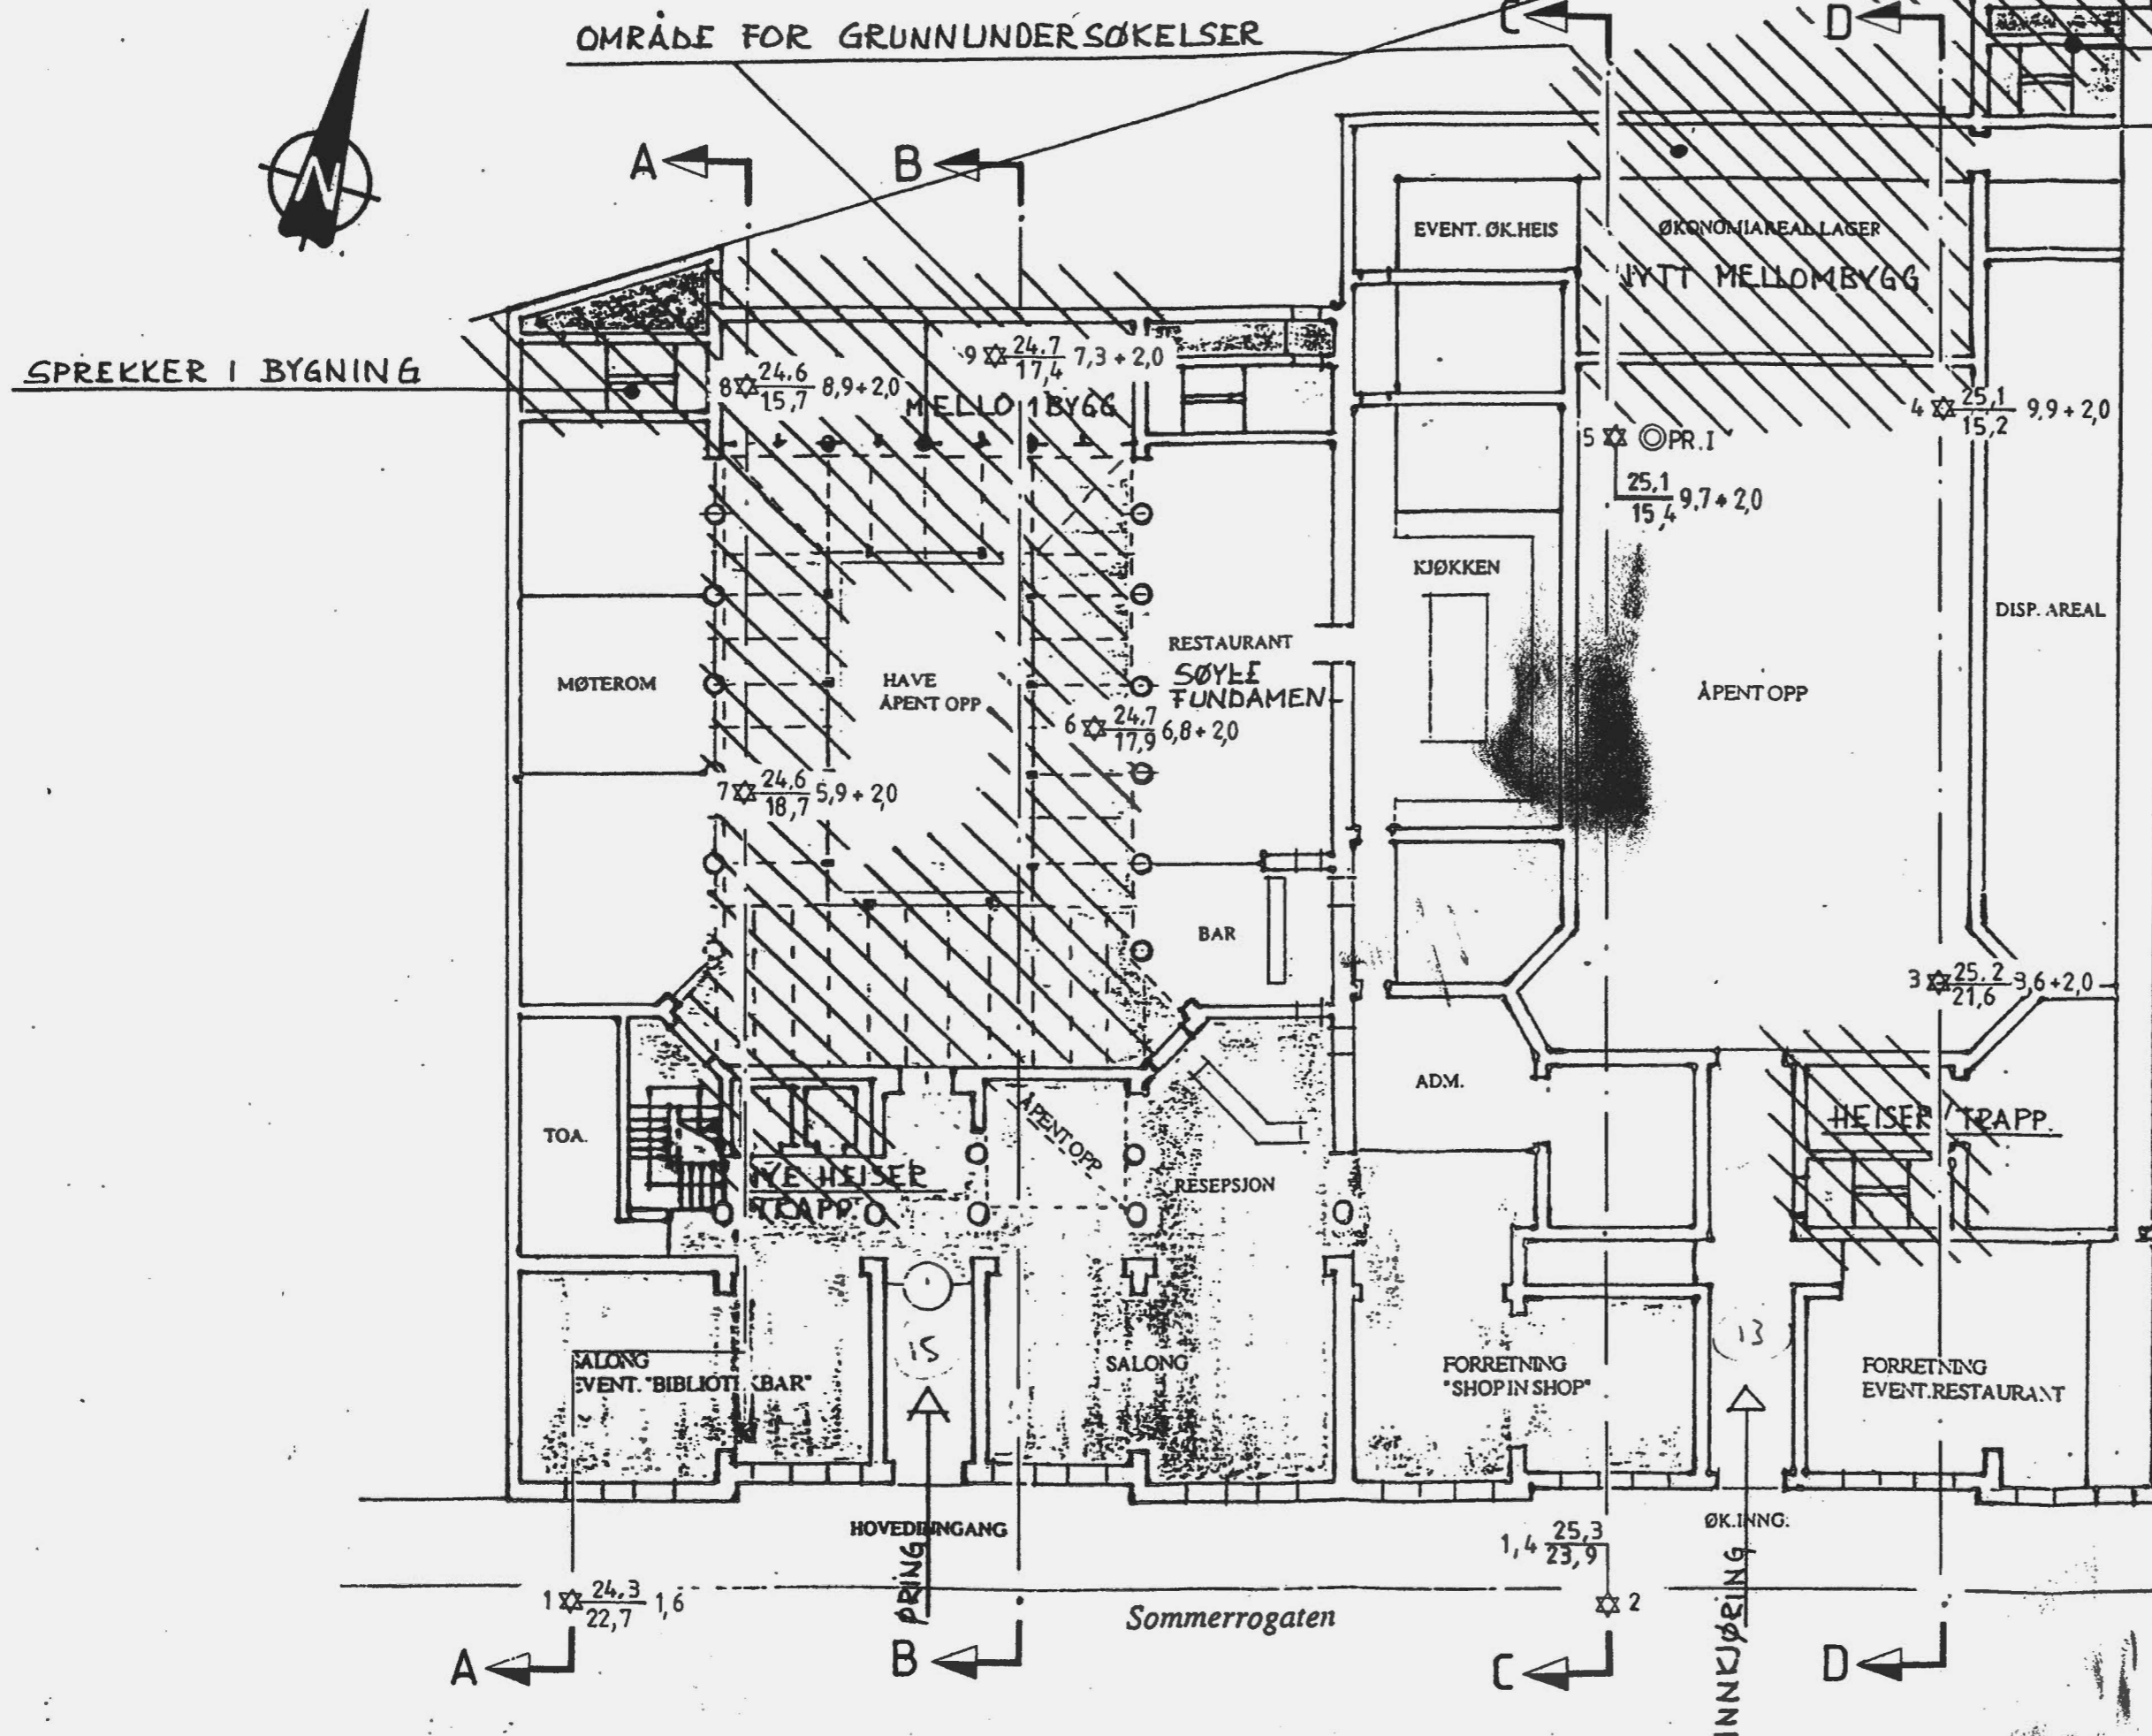 OMRÅDE FOR GRUNNUNDERSØKELSER
C
D
N
A
B
EVENT. ØK.HEIS
ØKONOMIAREAL LAGER
NYTT MELLOMBYGG
SPREKKER I BYGNING
8 24.6 8,9+2,0
15,7
9 24.7 7,3+2,0
17,4
4 25,1 9,9+2,0
15,2
5 PR.I
25,1 9,7+2,0
15,4
KJØKKEN
DISP. AREAL
RESTAURANT
SØYLE
FUNDAMEN
MØTEROM
HAVE
ÅPENT OPP
ÅPENT OPP
6 24,7 6,8+2,0
17,9
7 24,6 5,9+2,0
18,7
BAR
3 25.2 3,6+2,0
21,6
ADM.
HEISER / TRAPP.
TOA.
ÅPENT OPP
NYE HEISER
TRAPP.
RESEPSJON
15
13
SALONG
EVENT. "BIBLIOTEKBAR"
SALONG
FORRETNING
"SHOP IN SHOP"
FORRETNING
EVENT.RESTAURANT
HOVEDINNGANG
ØK.INNG.
1,4 25,3
23,9
1 24,3 1,6
22,7
Sommerrogaten
2
INNKJØRING
A
B
C
D